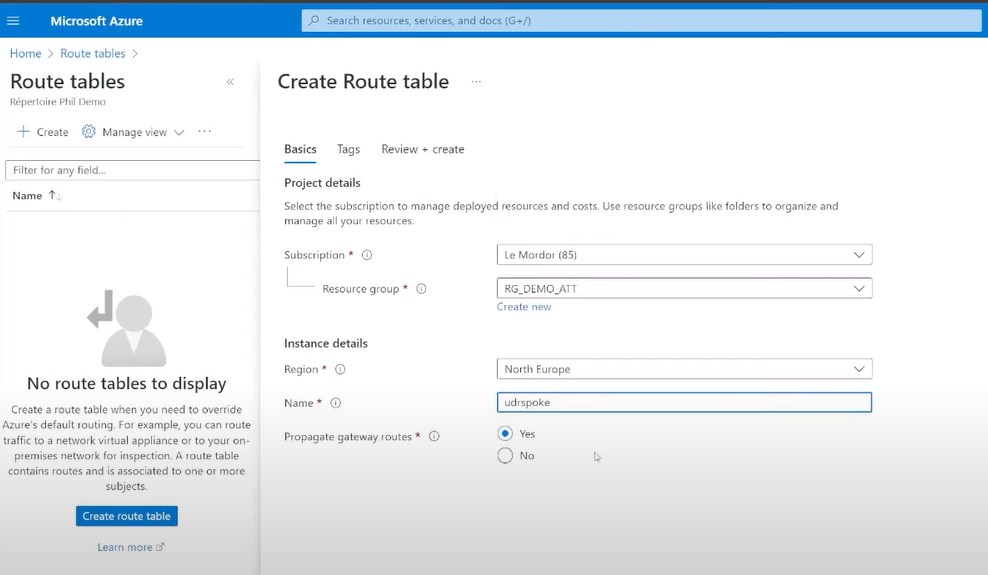 Microsoft Azure
Search resources, services, and docs (G+/)
Home > Route tables >
Route tables
«
Répertoire Phil Demo
+ Create
Manage view
...
Filter for any field...
Name ↑↓
No route tables to display
Create a route table when you need to override
Azure's default routing. For example, you can route
traffic to a network virtual appliance or to your on-
premises network for inspection. A route table
contains routes and is associated to one or more
subjects.
Create route table
Learn more
Create Route table
...
Basics Tags Review + create
Project details
Select the subscription to manage deployed resources and costs. Use resource groups like folders to organize and
manage all your resources.
Subscription *
Le Mordor (85)
Resource group *
RG_DEMO_ATT
Create new
Instance details
Region *
North Europe
Name *
udrspoke
Propagate gateway routes *
Yes
No